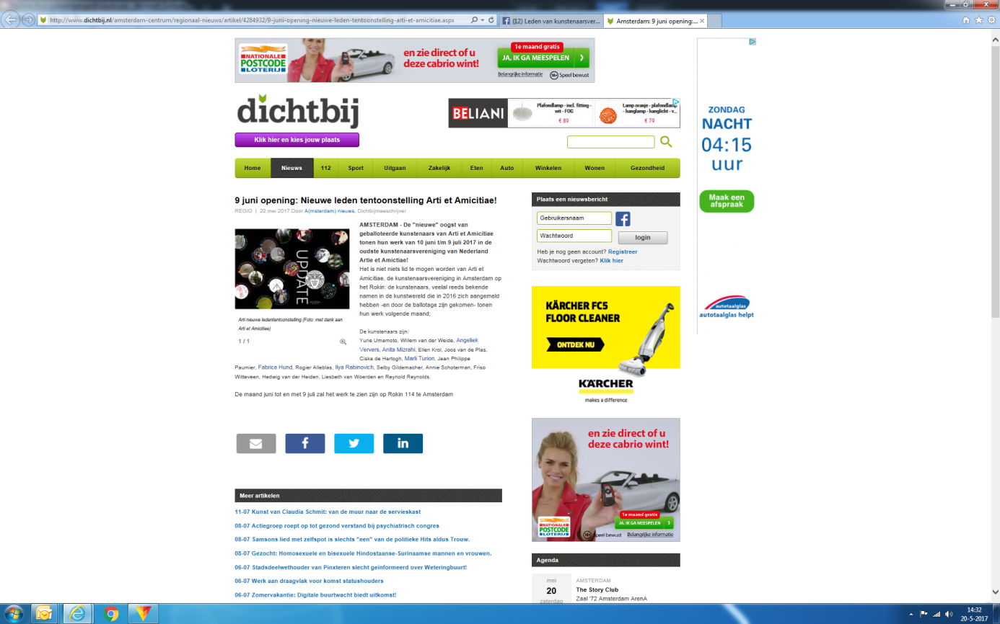 http://www.dichtbij.nl/amsterdam-centrum/regionaal-nieuws/artikel/4284932/9-juni-opening-nieuwe-leden-tentoonstelling-arti-et-amicitiae.aspx
(12) Leden van kunstenaarsver...
Amsterdam: 9 juni opening:...
NATIONALE
POSTCODE
LOTERIJ
en zie direct of u
deze cabrio wint!
1e maand gratis
JA, IK GA MEESPELEN
Belangrijke informatie
18+ Speel bewust
dichtbij
BELIANI
Plafondlamp - incl. fitting -
wit - FOG
€ 89
Lamp oranje - plafondlamp
- hanglamp - hanglicht - v...
€ 79
Klik hier en kies jouw plaats
Home
Nieuws
112
Sport
Uitgaan
Zakelijk
Eten
Auto
Winkelen
Wonen
Gezondheid
9 juni opening: Nieuwe leden tentoonstelling Arti et Amicitiae!
REGIO | 20 mei 2017 Door A(msterdam) nieuws, Dichtbijmeeschrijver
UPDATE
Arti nieuwe ledententoonstelling (Foto: met dank aan
Arti et Amicitiae)
1 / 1
AMSTERDAM - De "nieuwe" oogst van
geballoteerde kunstenaars van Arti et Amicitiae
tonen hun werk van 10 juni t/m 9 juli 2017 in de
oudste kunstenaarsvereniging van Nederland
Artie et Amictiae!
Het is niet niets lid te mogen worden van Arti et
Amicitiae, de kunstenaarsvereniging in Amsterdam op
het Rokin: de kunstenaars, veelal reeds bekende
namen in de kunstwereld die in 2016 zich aangemeld
hebben -en door de ballotage zijn gekomen- tonen
hun werk volgende maand;
De kunstenaars zijn:
Yurie Umamoto, Willem van der Weide, Angeliek
Ververs, Anita Mizrahi, Ellen Krol, Joos van de Plas,
Ciska de Hartogh, Marli Turion, Jean Philippe
Paumier, Fabrice Hund, Rogier Alleblas, Ilya Rabinovich, Selby Gildemacher, Annie Schoterman, Friso
Witteveen, Hedwig van der Heiden, Liesbeth van Woerden en Reynold Reynolds.
De maand juni tot en met 9 juli zal het werk te zien zijn op Rokin 114 te Amsterdam
in
Meer artikelen
11-07 Kunst van Claudia Schmit: van de muur naar de servieskast
08-07 Actiegroep roept op tot gezond verstand bij psychiatrisch congres
08-07 Samsons lied met zelfspot is slechts "een" van de politieke Hits aldus Trouw.
08-07 Gezocht: Homosexuele en bisexuele Hindostaanse-Surinaamse mannen en vrouwen.
06-07 Stadsdeelwethouder van Pinxteren slecht geinformeerd over Weteringbuurt!
06-07 Werk aan draagvlak voor komst statushouders
06-07 Zomervakantie: Digitale buurtwacht biedt uitkomst!
Plaats een nieuwsbericht
Gebruikersnaam
Wachtwoord
login
Heb je nog geen account? Registreer
Wachtwoord vergeten? Klik hier
KÄRCHER FC5
FLOOR CLEANER
ONTDEK NU
KÄRCHER
makes a difference
en zie direct of u
deze cabrio wint!
1e maand gratis
JA, IK GA MEESPELEN
NATIONALE
POSTCODE
LOTERIJ
18+ Speel bewust
Belangrijke informatie
Agenda
mei
20
zaterdag
AMSTERDAM
The Story Club
Zaal '72 Amsterdam ArenA
ZONDAG
NACHT
04:15
uur
Maak een
afspraak
autotaalglas
autotaalglas helpt
14:32
20-5-2017